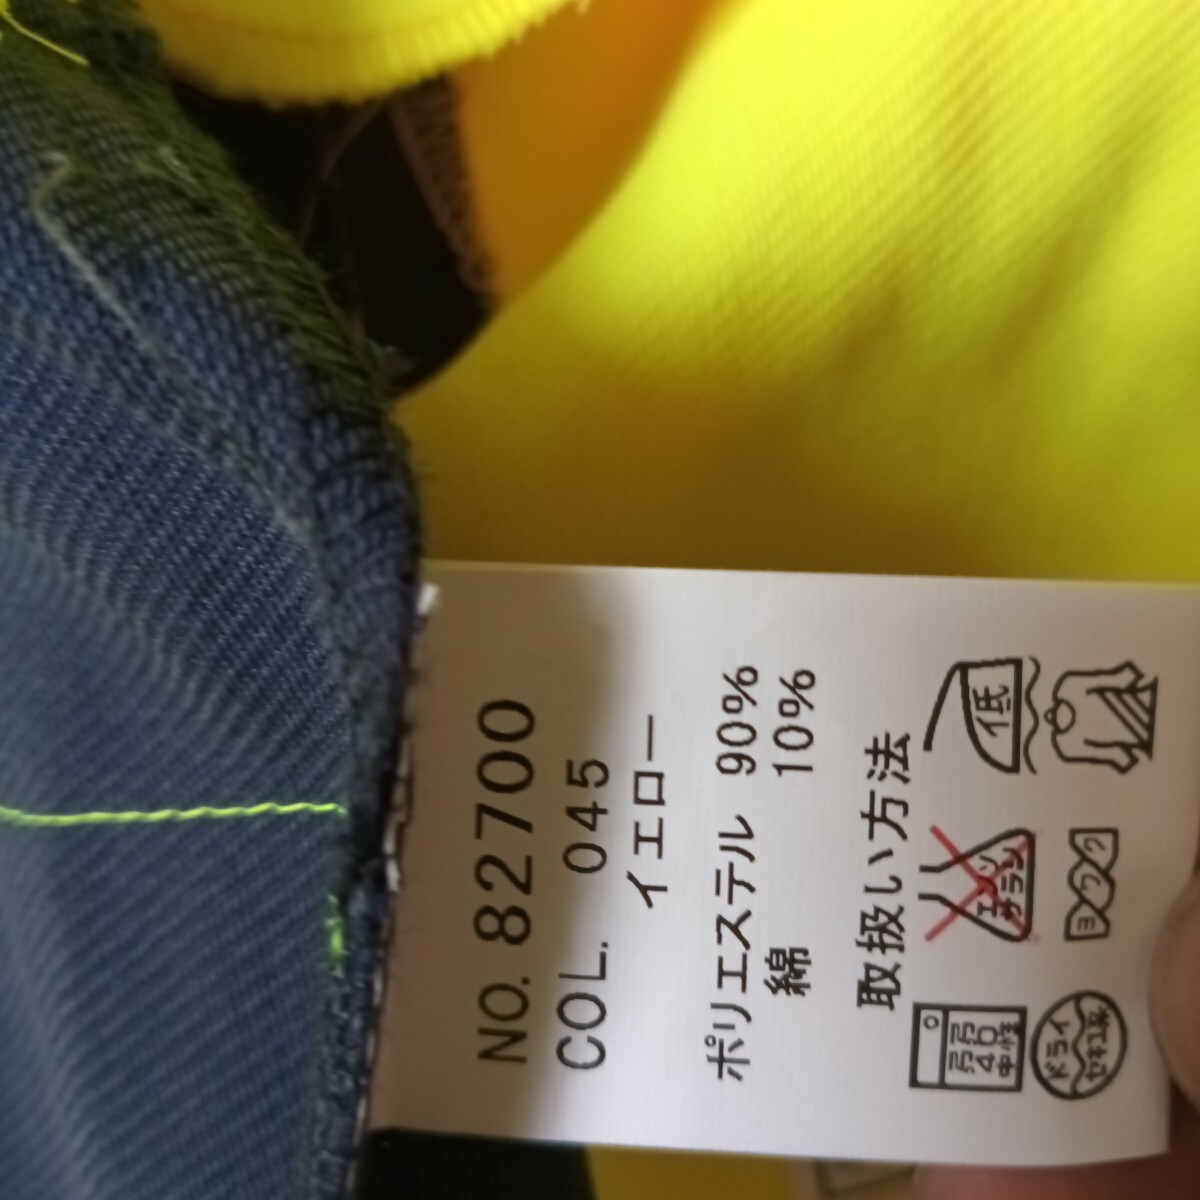 NO. 82700
COL. 045
イエロー
ポリエステル 90%
綿 10%
取扱い方法
弱 40 中性
エンソ サラシ
低
ドライ セキユ系
ヨワク